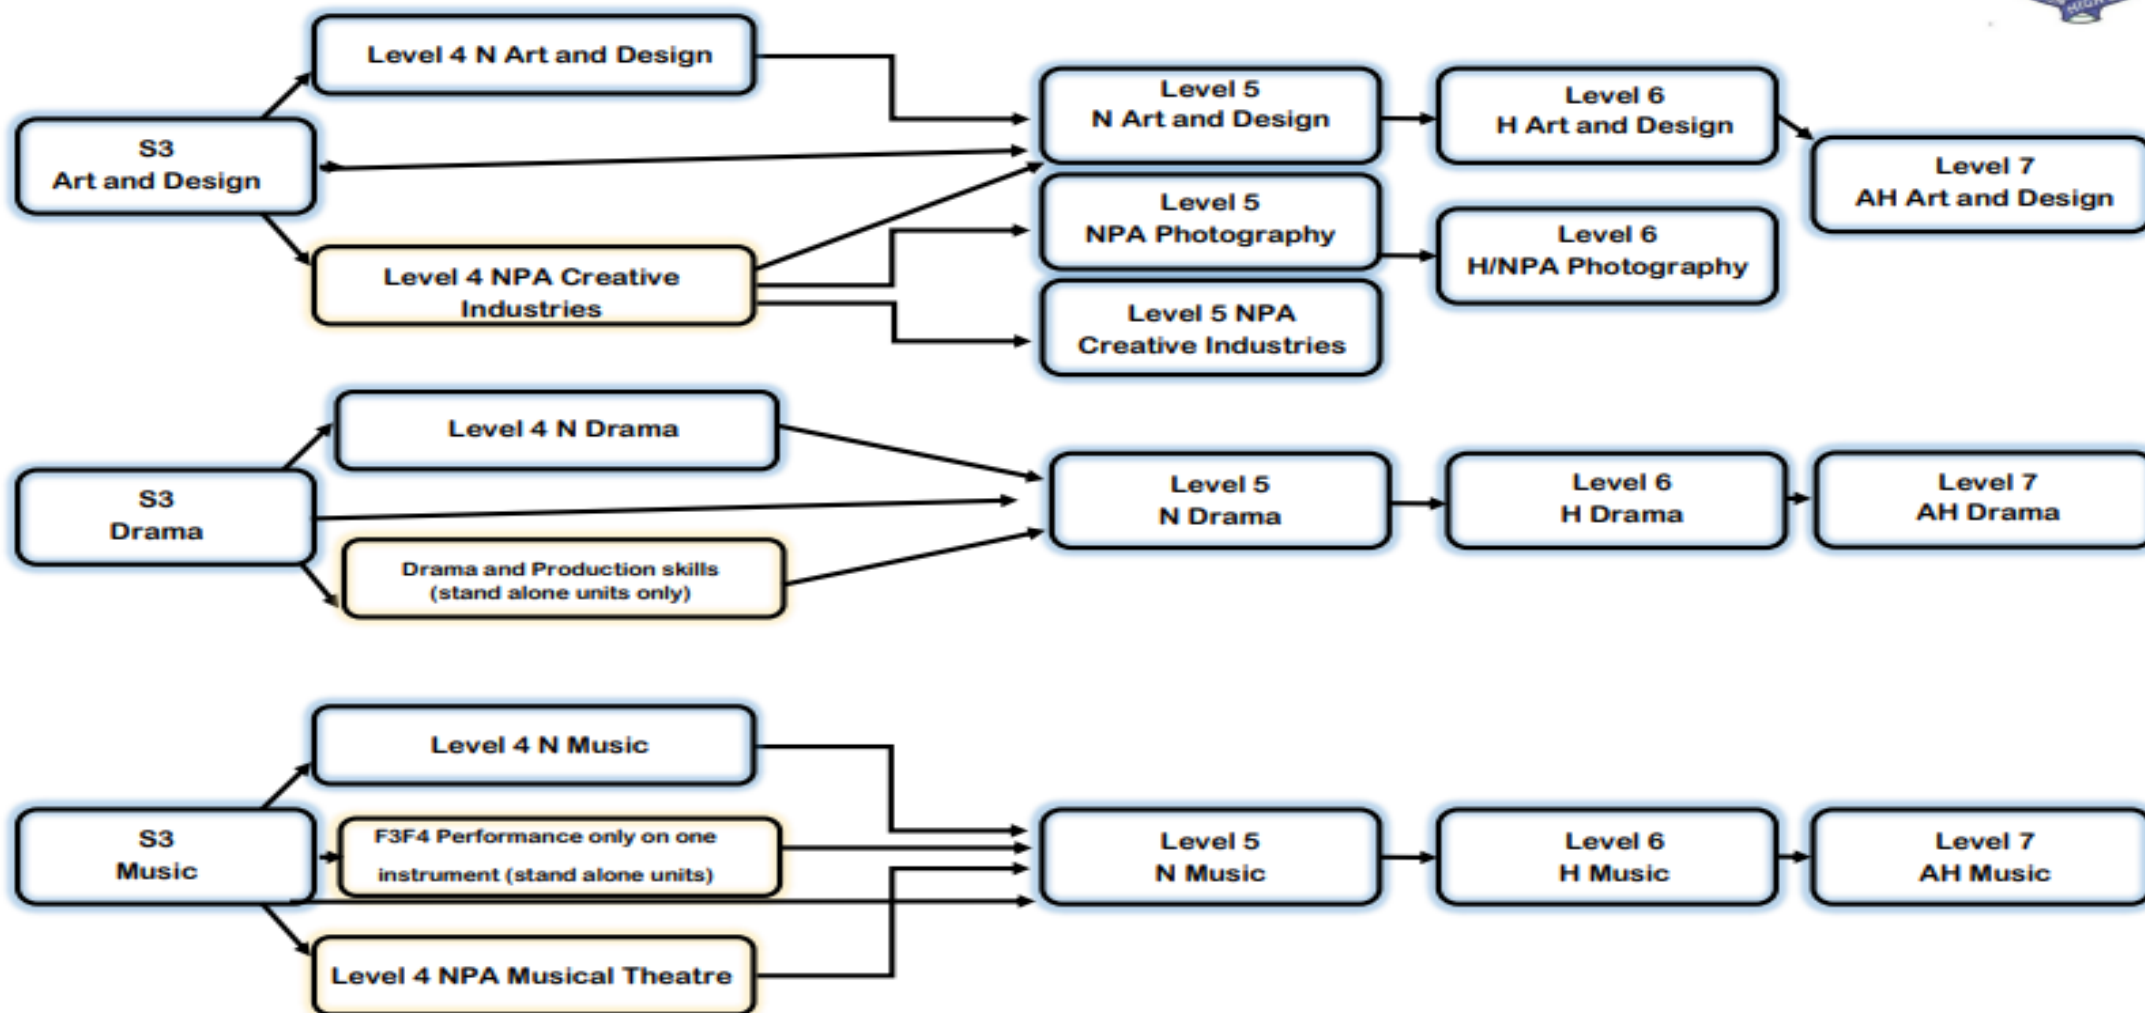 HIGH
Level 4 N Art and Design
S3
Art and Design
Level 4 NPA Creative
Industries
Level 5
N Art and Design
Level 5
NPA Photography
Level 5 NPA
Creative Industries
Level 6
H Art and Design
Level 6
H/NPA Photography
Level 7
AH Art and Design
Level 4 N Drama
S3
Drama
Drama and Production skills
(stand alone units only)
Level 5
N Drama
Level 6
H Drama
Level 7
AH Drama
Level 4 N Music
S3
Music
F3F4 Performance only on one
instrument (stand alone units)
Level 4 NPA Musical Theatre
Level 5
N Music
Level 6
H Music
Level 7
AH Music